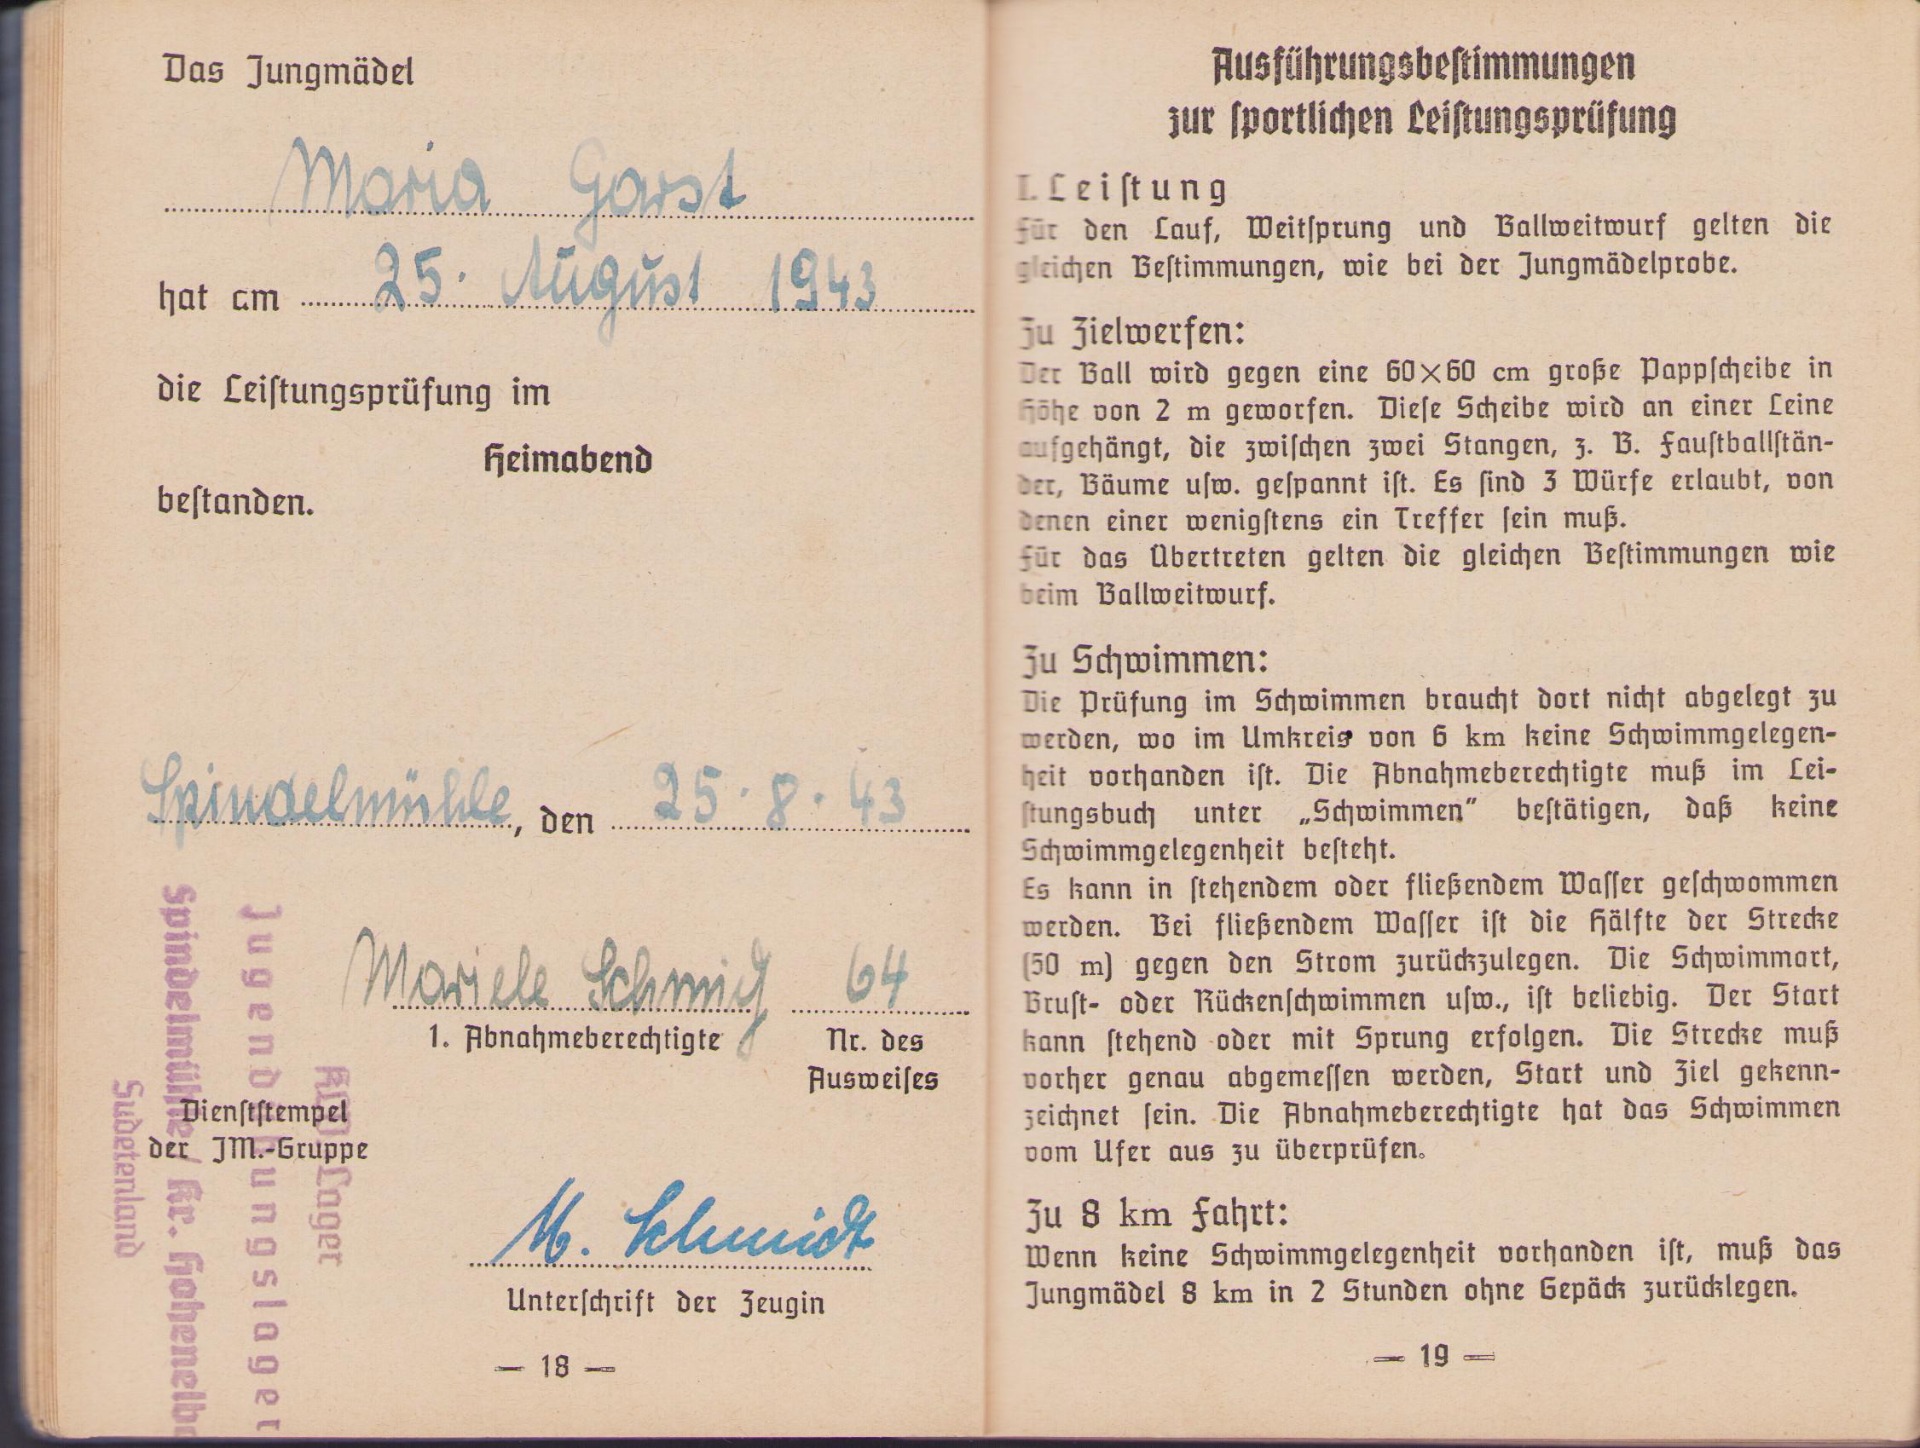 Das Jungmädel
Maria Garst
hat am 25. August 1943
die Leiſtungsprüfung im
Heimabend
beſtanden.
Spindelmühle, den 25.8.43
Mariele Schmid 64
1. Abnahmeberechtigte Nr. des
Ausweiſes
Dienſtſtempel
der JM.-Gruppe
M. Schmidt
Unterſchrift der Zeugin
— 18 —
Lager
Jugend
Spindelmühle / Kr. Hohenelbe
Sudetenland
Ausführungsbeſtimmungen
zur ſportlichen Leiſtungsprüfung
I. Leiſtung
Für den Lauf, Weitſprung und Ballweitwurf gelten die
gleichen Beſtimmungen, wie bei der Jungmädelprobe.
Zu Zielwerfen:
Der Ball wird gegen eine 60×60 cm große Pappſcheibe in
Höhe von 2 m geworfen. Dieſe Scheibe wird an einer Leine
aufgehängt, die zwiſchen zwei Stangen, z. B. Fauſtballſtän-
der, Bäume uſw. geſpannt iſt. Es ſind 3 Würfe erlaubt, von
denen einer wenigſtens ein Treffer ſein muß.
Für das Übertreten gelten die gleichen Beſtimmungen wie
beim Ballweitwurf.
Zu Schwimmen:
Die Prüfung im Schwimmen braucht dort nicht abgelegt zu
werden, wo im Umkreis von 6 km keine Schwimmgelegen-
heit vorhanden iſt. Die Abnahmeberechtigte muß im Lei-
ſtungsbuch unter „Schwimmen“ beſtätigen, daß keine
Schwimmgelegenheit beſteht.
Es kann in ſtehendem oder fließendem Waſſer geſchwommen
werden. Bei fließendem Waſſer iſt die Hälfte der Strecke
(50 m) gegen den Strom zurückzulegen. Die Schwimmart,
Bruſt- oder Rückenſchwimmen uſw., iſt beliebig. Der Start
kann ſtehend oder mit Sprung erfolgen. Die Strecke muß
vorher genau abgemeſſen werden, Start und Ziel gekenn-
zeichnet ſein. Die Abnahmeberechtigte hat das Schwimmen
vom Ufer aus zu überprüfen.
Zu 8 km Fahrt:
Wenn keine Schwimmgelegenheit vorhanden iſt, muß das
Jungmädel 8 km in 2 Stunden ohne Gepäck zurücklegen.
— 19 —